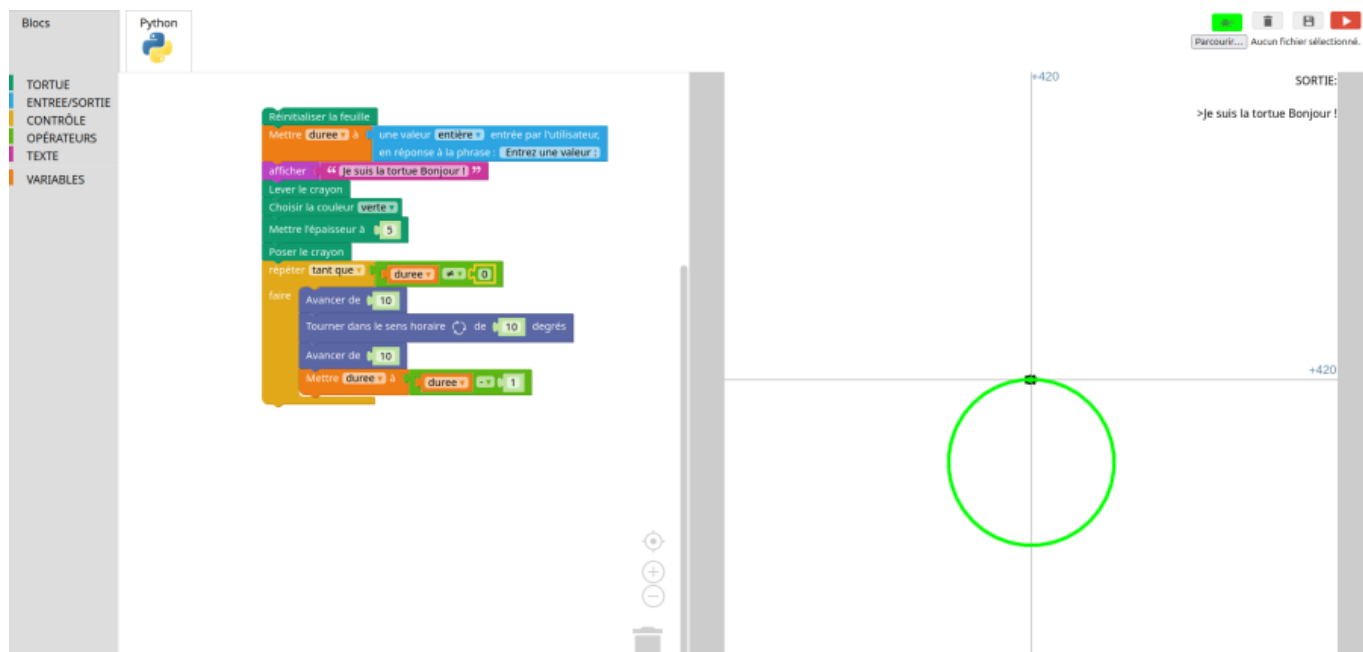 Blocs
Python
Parcourir... Aucun fichier sélectionné.
TORTUE
ENTREE/SORTIE
CONTRÔLE
OPÉRATEURS
TEXTE
VARIABLES
Réinitialiser la feuille
Mettre duree à une valeur entière entrée par l'utilisateur,
en réponse à la phrase : Entrez une valeur :
afficher “ Je suis la tortue Bonjour ! ”
Lever le crayon
Choisir la couleur verte
Mettre l'épaisseur à 5
Poser le crayon
répéter tant que duree ≠ 0
faire Avancer de 10
Tourner dans le sens horaire de 10 degrés
Avancer de 10
Mettre duree à duree - 1
+420
SORTIE:
>Je suis la tortue Bonjour !
+420